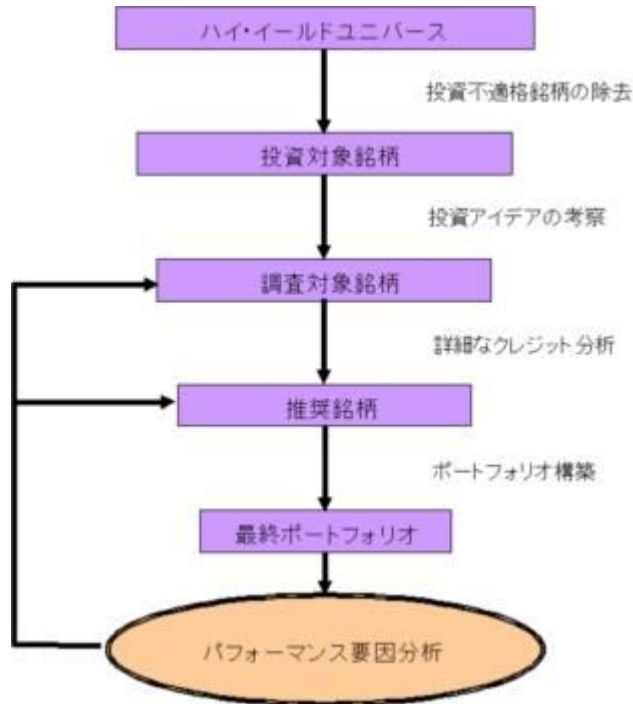 ハイ・イールドユニバース
投資不適格銘柄の除去
投資対象銘柄
投資アイデアの考察
調査対象銘柄
詳細なクレジット分析
推奨銘柄
ポートフォリオ構築
最終ポートフォリオ
パフォーマンス要因分析